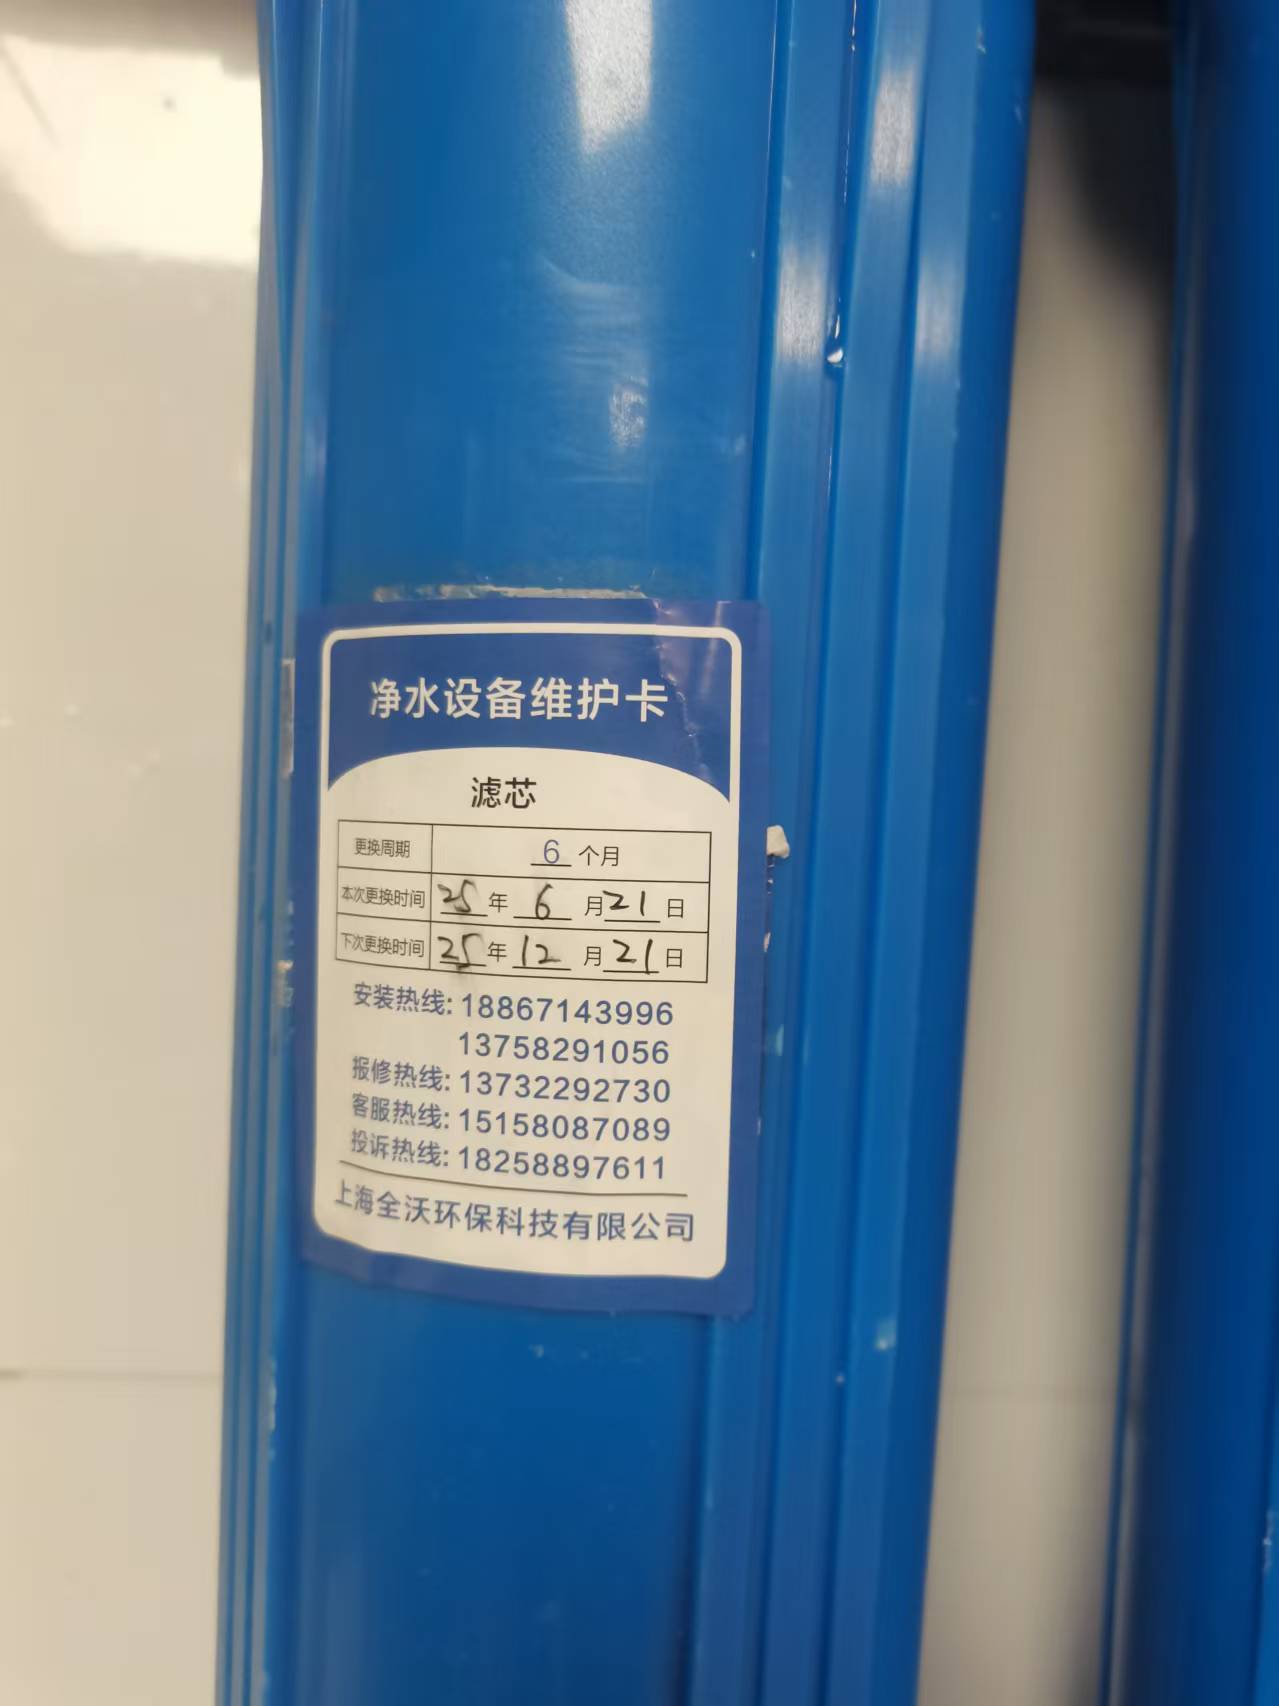 净水设备维护卡
滤芯
更换周期 6 个月
本次更换时间 25 年 6 月 21 日
下次更换时间 25 年 12 月 21 日
安装热线: 18867143996
13758291056
报修热线: 13732292730
客服热线: 15158087089
投诉热线: 18258897611
上海全沃环保科技有限公司